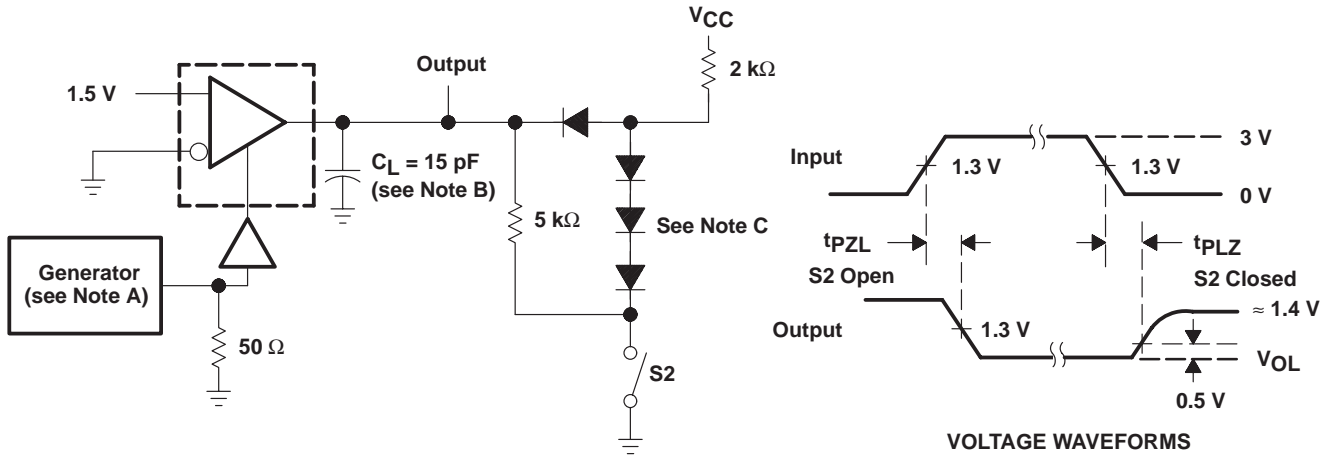 VCC
2 kΩ
Output
1.5 V
CL = 15 pF
(see Note B)
5 kΩ
See Note C
Generator
(see Note A)
50 Ω
S2
Input
1.3 V
1.3 V
3 V
0 V
tPZL
tPLZ
S2 Open
S2 Closed
Output
1.3 V
≈ 1.4 V
VOL
0.5 V
VOLTAGE WAVEFORMS